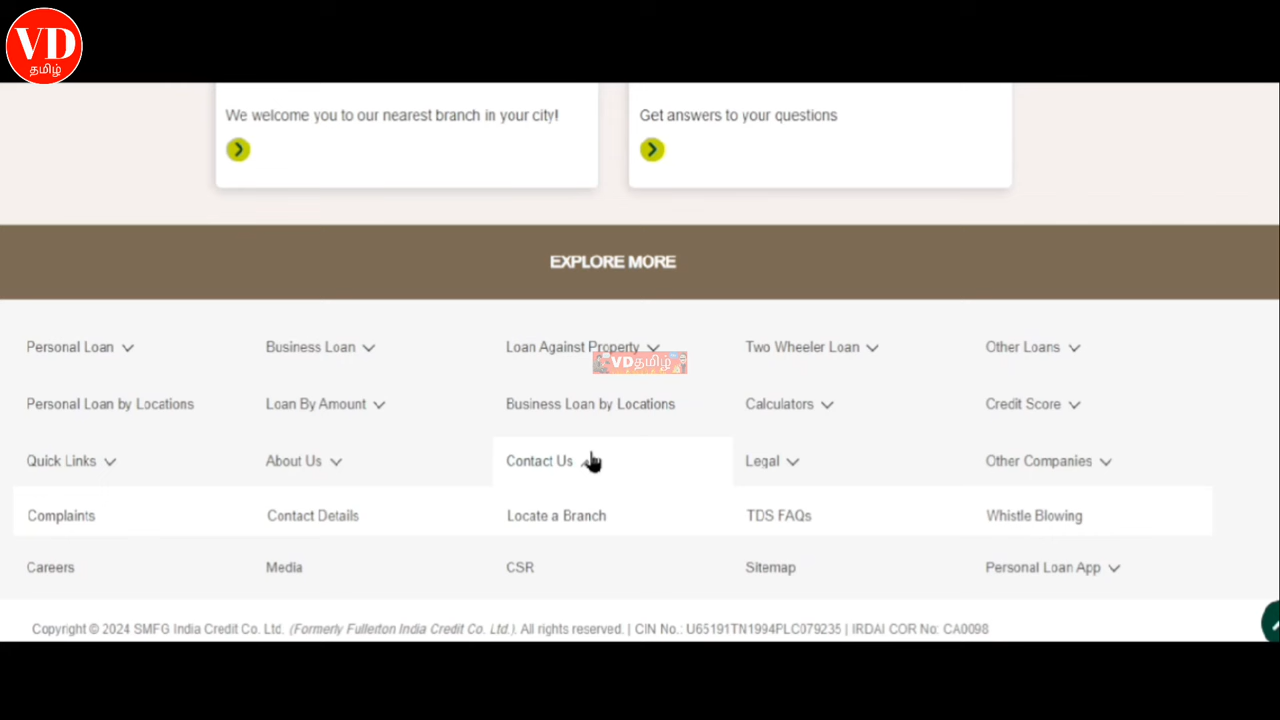 VD
தமிழ்
We welcome you to our nearest branch in your city!
Get answers to your questions
EXPLORE MORE
Personal Loan
Business Loan
Loan Against Property
Two Wheeler Loan
Other Loans
VDதமிழ்
Personal Loan by Locations
Loan By Amount
Business Loan by Locations
Calculators
Credit Score
Quick Links
About Us
Contact Us
Legal
Other Companies
Complaints
Contact Details
Locate a Branch
TDS FAQs
Whistle Blowing
Careers
Media
CSR
Sitemap
Personal Loan App
Copyright © 2024 SMFG India Credit Co. Ltd. (Formerly Fullerton India Credit Co. Ltd.). All rights reserved. | CIN No.: U65191TN1994PLC079235 | IRDAI COR No: CA0098